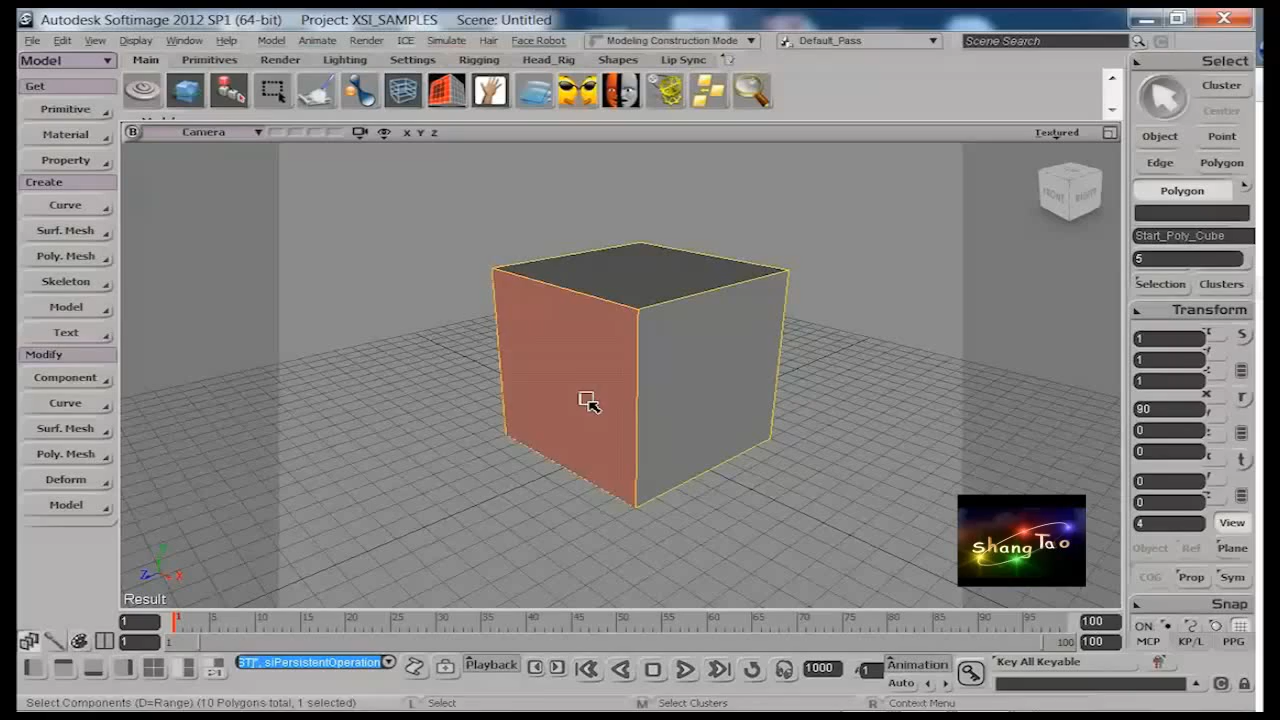 Autodesk Softimage 2012 SP1 (64-bit) Project: XSI_SAMPLES Scene: Untitled
File Edit View Display Window Help Model Animate Render ICE Simulate Hair Face Robot Modeling Construction Mode Default_Pass Scene Search
Model Main Primitives Render Lighting Settings Rigging Head_Rig Shapes Lip Sync
Select
Get
Cluster
Primitive
Center
Material
B Camera X Y Z Textured
Object Point
Property
Edge Polygon
Create
Polygon
FRONT RIGHT
Curve
Surf. Mesh
Start_Poly_Cube
Poly. Mesh
5
Skeleton
Selection Clusters
Model
Transform
Text
1
s
Modify
1
Component
1
r
Curve
90
Surf. Mesh
0
Poly. Mesh
0
t
Deform
0
Model
0
4 View
Shang Tao
Object Ref Plane
Y
Z X
COG Prop Sym
Result
Snap
1 1 5 10 15 20 25 30 35 40 45 50 55 60 65 70 75 80 85 90 95 100
ON
1 1 100 100
MCP KP/L PPG
ST]", siPersistentOperation Playback 1000 1 Animation Key All Keyable
Auto
Select Components (D=Range) (10 Polygons total, 1 selected) L Select M Select Clusters R Context Menu